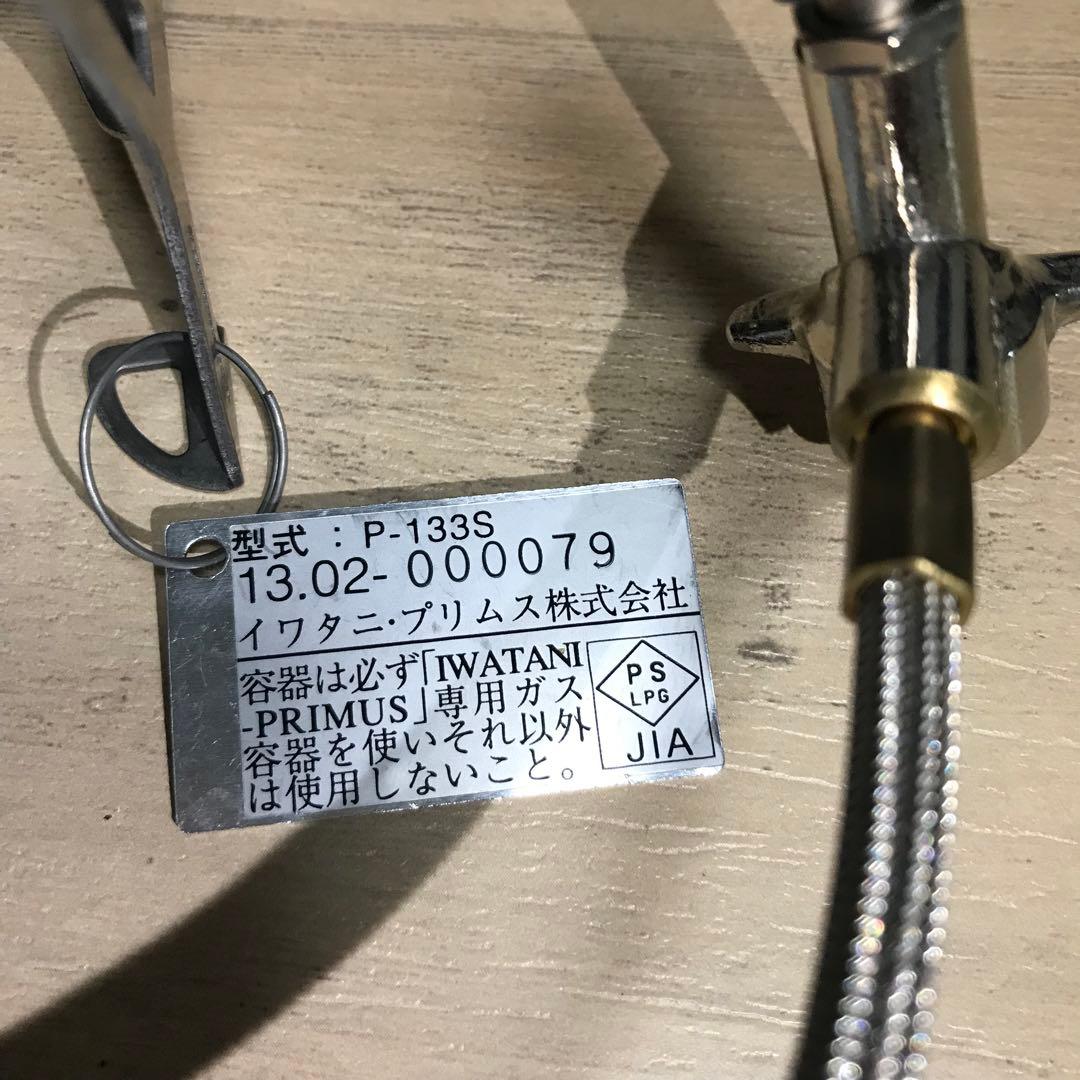 型式 : P-133S
13.02-000079
イワタニ・プリムス株式会社
容器は必ず「IWATANI
-PRIMUS」専用ガス
容器を使いそれ以外
は使用しないこと。
PS
LPG
JIA